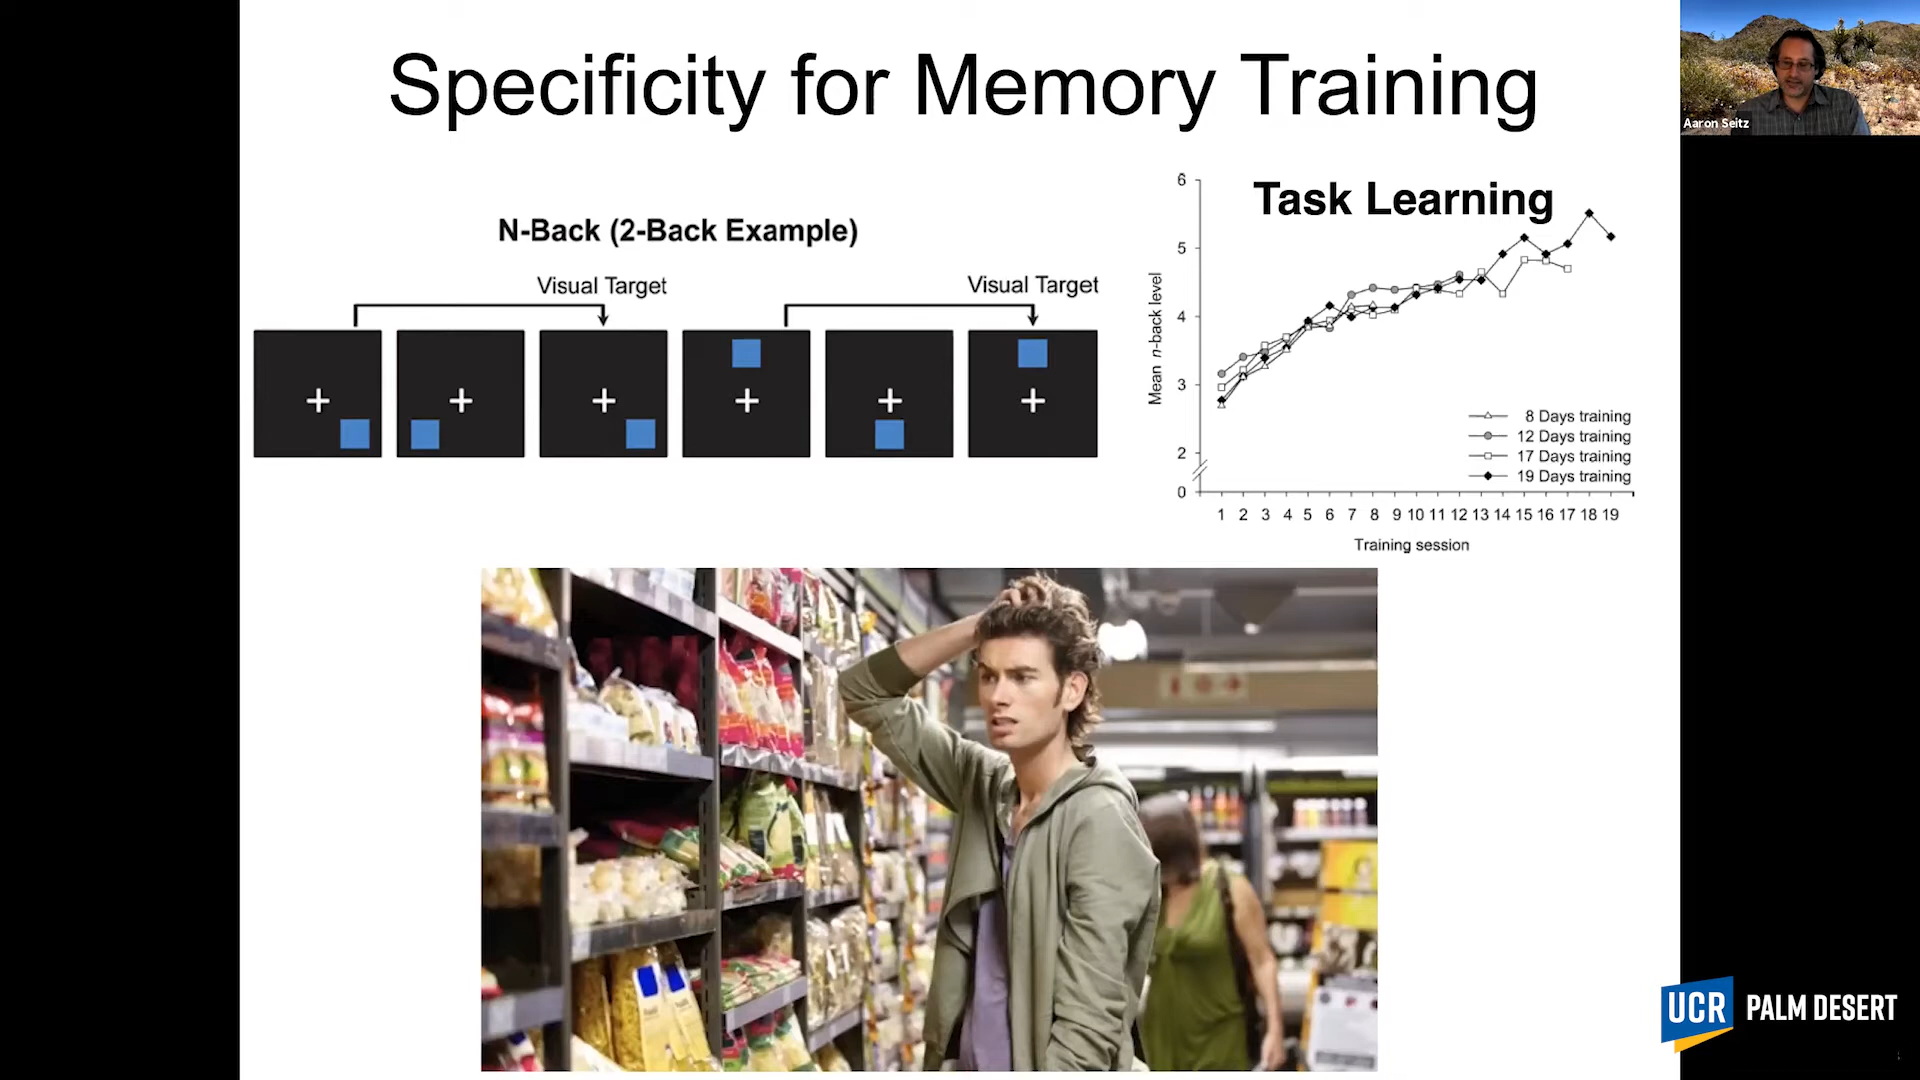 Specificity for Memory Training
Aaron Seitz
N-Back (2-Back Example)
Visual Target
Visual Target
Task Learning
6
5
4
3
2
0
Mean n-back level
8 Days training
12 Days training
17 Days training
19 Days training
1 2 3 4 5 6 7 8 9 10 11 12 13 14 15 16 17 18 19
Training session
UCR PALM DESERT